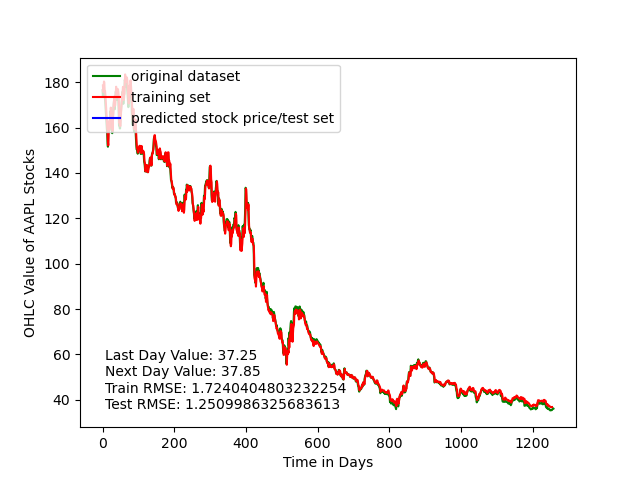 original dataset
training set
predicted stock price/test set
180
160
140
120
100
80
60
40
OHLC Value of AAPL Stocks
Last Day Value: 37.25
Next Day Value: 37.85
Train RMSE: 1.7240404803232254
Test RMSE: 1.2509986325683613
0 200 400 600 800 1000 1200
Time in Days